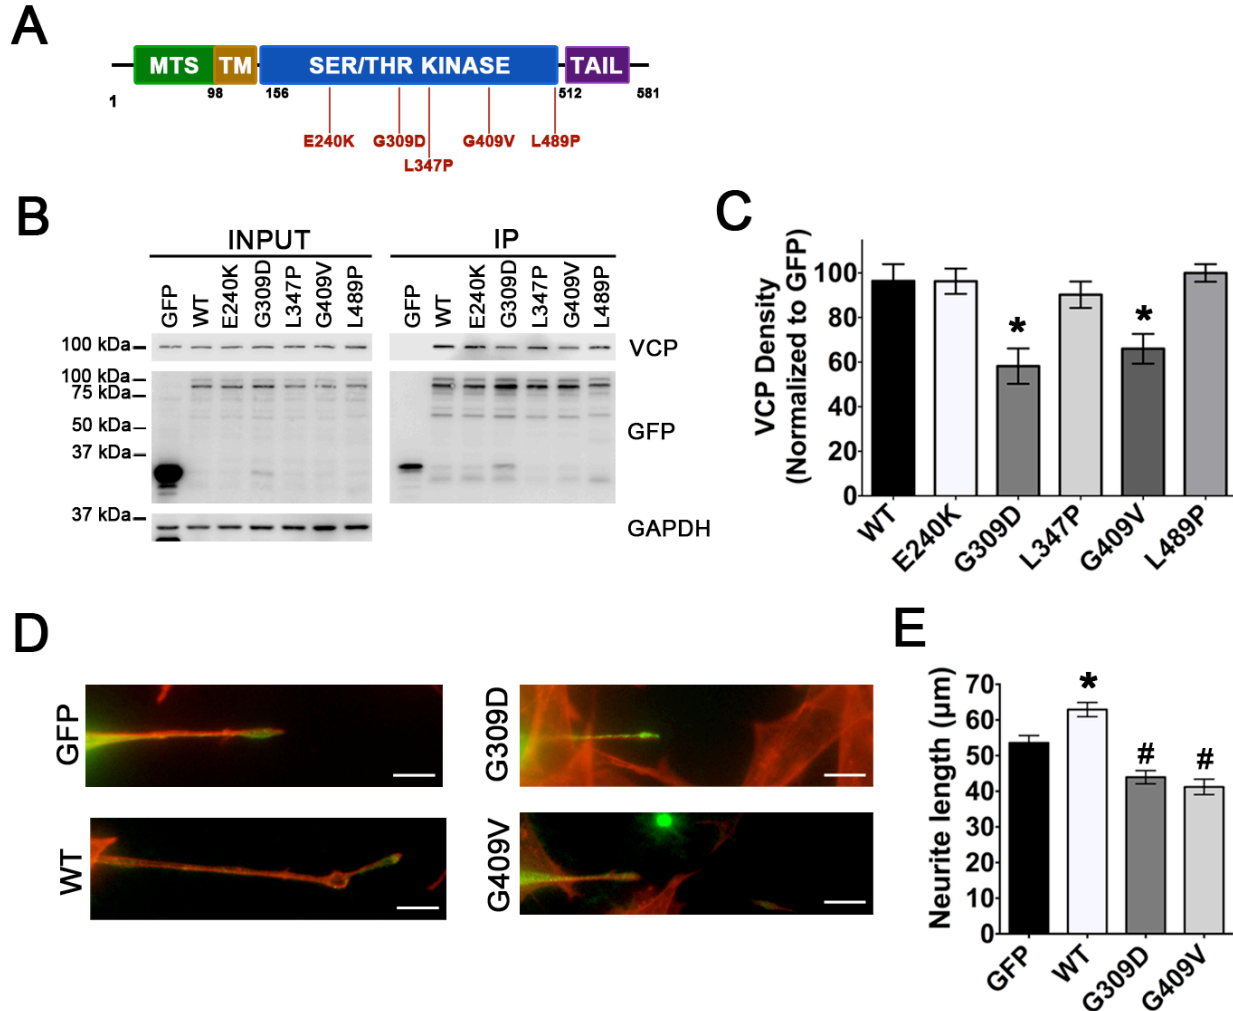 A
MTS TM SER/THR KINASE TAIL
1 98 156 512 581
E240K G309D G409V L489P
L347P
B
INPUT IP
GFP WT E240K G309D L347P G409V L489P GFP WT E240K G309D L347P G409V L489P
100 kDa VCP
100 kDa
75 kDa
50 kDa GFP
37 kDa
37 kDa GAPDH
C
VCP Density
(Normalized to GFP)
100
80
60
40
20
0
* *
WT E240K G309D L347P G409V L489P
D
GFP G309D
WT G409V
E
Neurite length (µm)
70
60
50
40
30
20
10
0
* # #
GFP WT G309D G409V